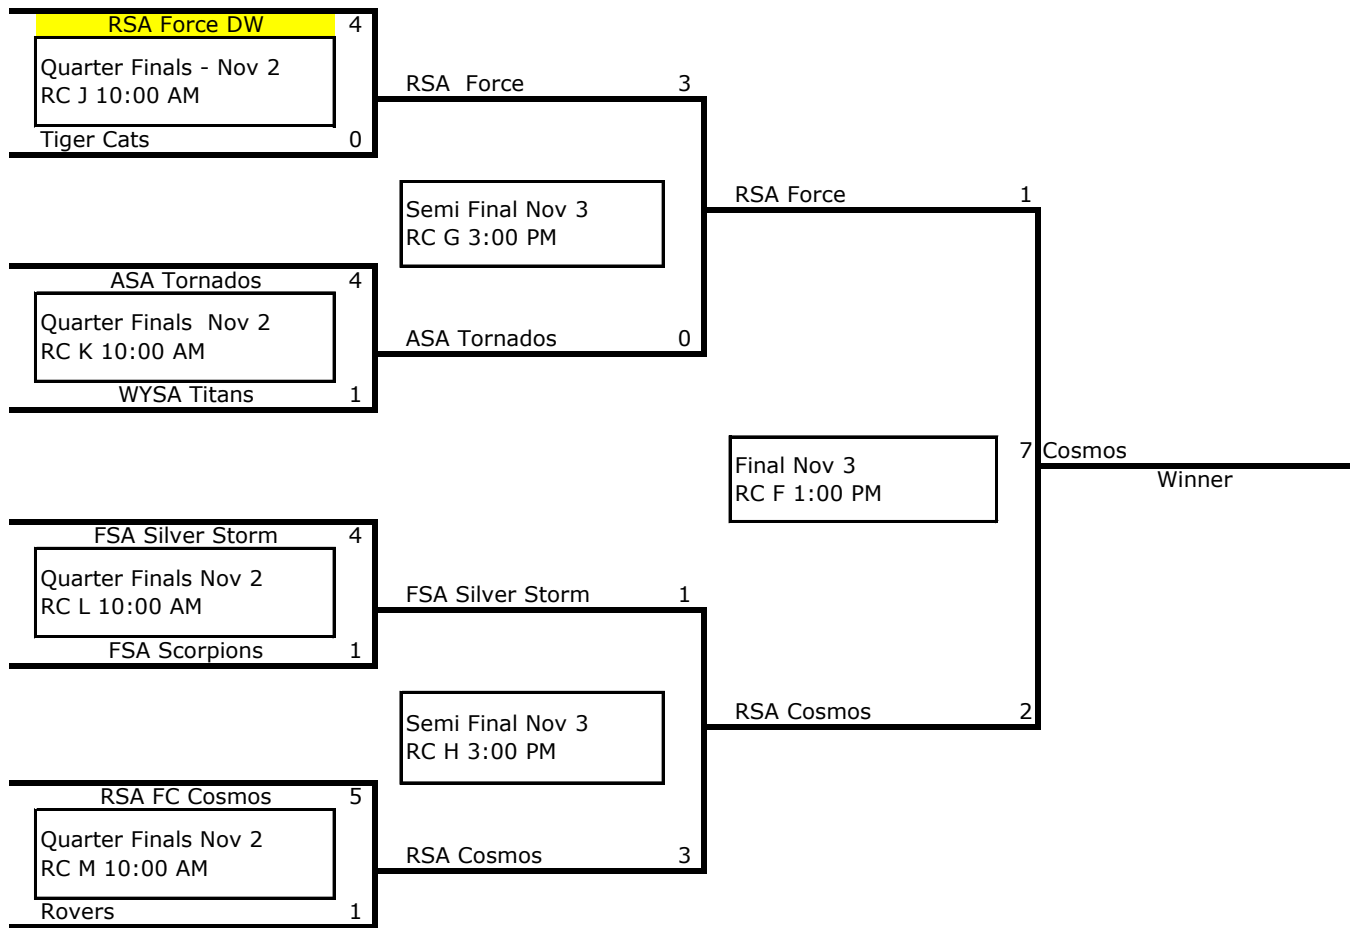 RSA Force DW 4
Quarter Finals - Nov 2
RC J 10:00 AM
Tiger Cats 0
RSA  Force 3
Semi Final Nov 3
RC G 3:00 PM
ASA Tornados 4
Quarter Finals  Nov 2
RC K 10:00 AM
WYSA Titans 1
ASA Tornados 0
RSA Force 1
Final Nov 3
RC F 1:00 PM
7 Cosmos
Winner
FSA Silver Storm 4
Quarter Finals Nov 2
RC L 10:00 AM
FSA Scorpions 1
FSA Silver Storm 1
Semi Final Nov 3
RC H 3:00 PM
RSA Cosmos 2
RSA FC Cosmos 5
Quarter Finals Nov 2
RC M 10:00 AM
Rovers 1
RSA Cosmos 3